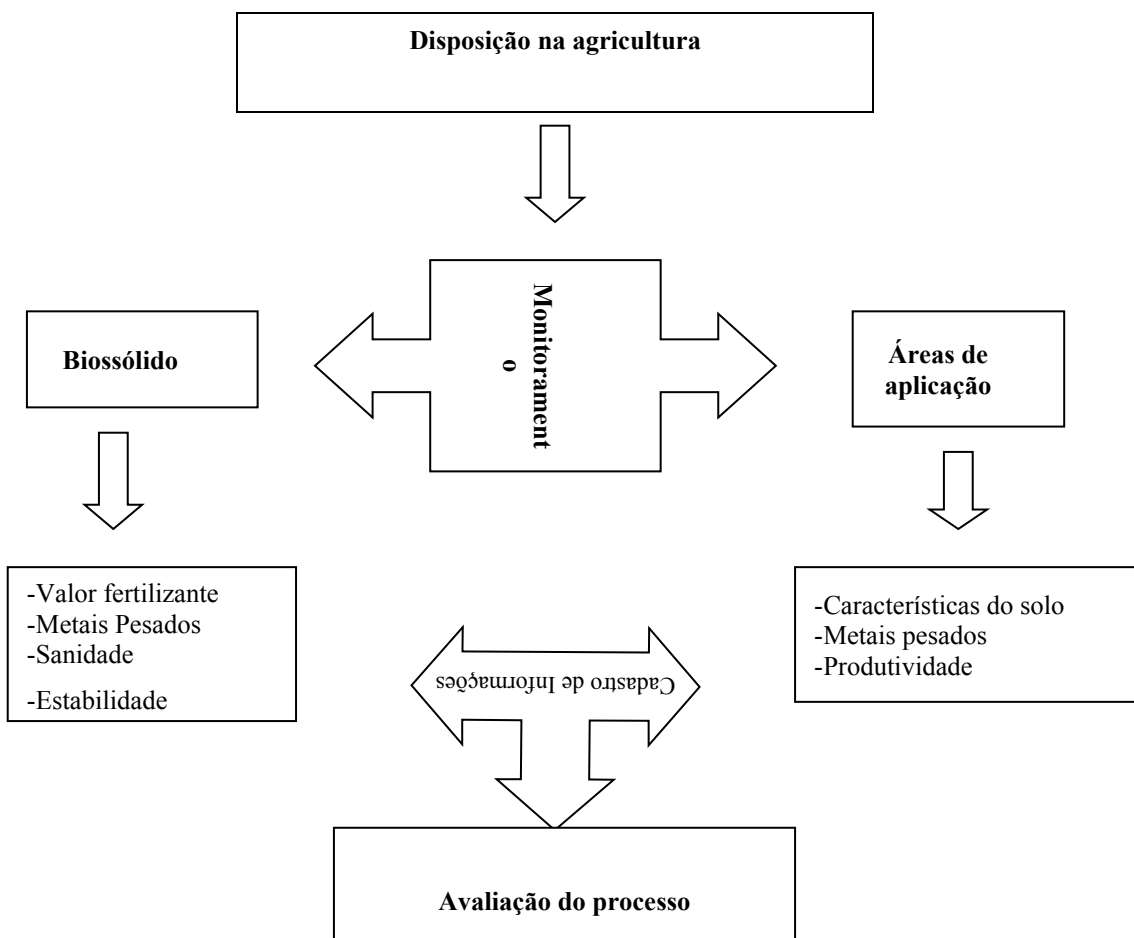 Disposição na agricultura
Monitorament
o
Biossólido
Áreas de
aplicação
-Valor fertilizante
-Metais Pesados
-Sanidade
-Estabilidade
-Características do solo
-Metais pesados
-Produtividade
Cadastro de Informações
Avaliação do processo